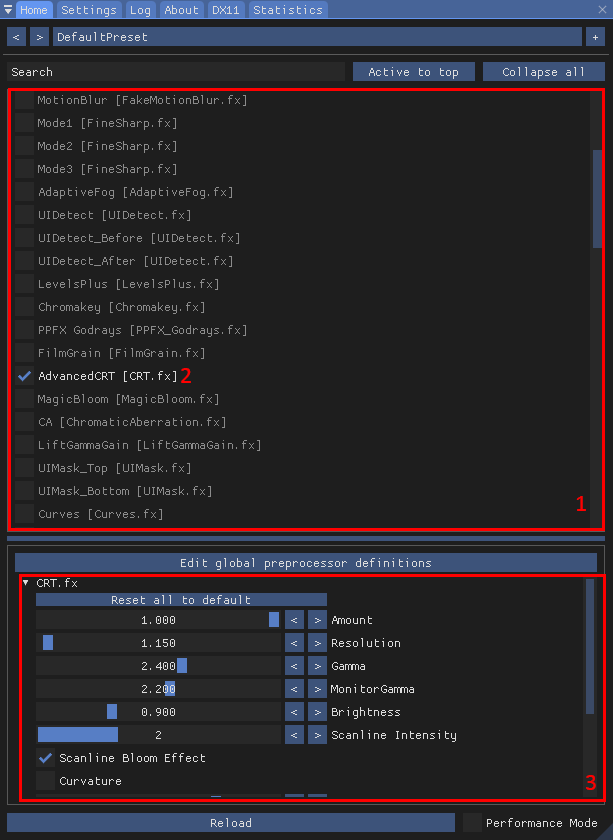 Home Settings Log About DX11 Statistics ×
< > DefaultPreset +
Search Active to top Collapse all
MotionBlur [FakeMotionBlur.fx]
Mode1 [FineSharp.fx]
Mode2 [FineSharp.fx]
Mode3 [FineSharp.fx]
AdaptiveFog [AdaptiveFog.fx]
UIDetect [UIDetect.fx]
UIDetect_Before [UIDetect.fx]
UIDetect_After [UIDetect.fx]
LevelsPlus [LevelsPlus.fx]
Chromakey [Chromakey.fx]
PPFX Godrays [PPFX_Godrays.fx]
FilmGrain [FilmGrain.fx]
AdvancedCRT [CRT.fx] 2
MagicBloom [MagicBloom.fx]
CA [ChromaticAberration.fx]
LiftGammaGain [LiftGammaGain.fx]
UIMask_Top [UIMask.fx]
UIMask_Bottom [UIMask.fx]
Curves [Curves.fx]
1
Edit global preprocessor definitions
CRT.fx
Reset all to default
1.000 < > Amount
1.150 < > Resolution
2.400 < > Gamma
2.200 < > MonitorGamma
0.900 < > Brightness
2 < > Scanline Intensity
Scanline Bloom Effect
Curvature
3
Reload Performance Mode